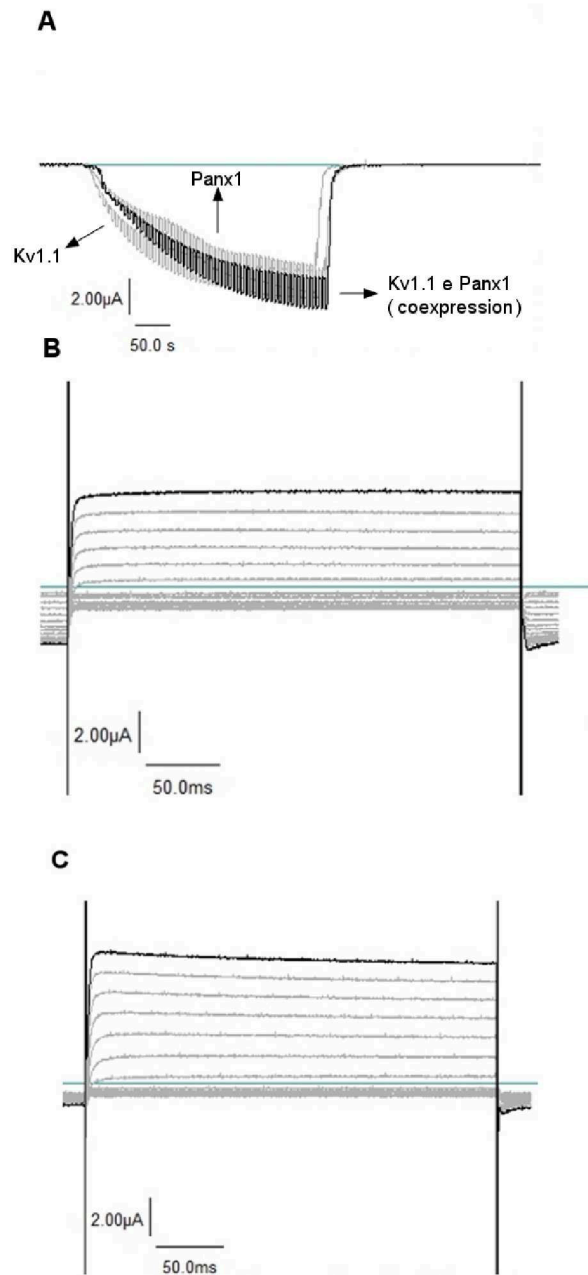 A
Panx1
Kv1.1
2.00µA
50.0 s
Kv1.1 e Panx1
(coexpression)
B
2.00µA
50.0ms
C
2.00µA
50.0ms